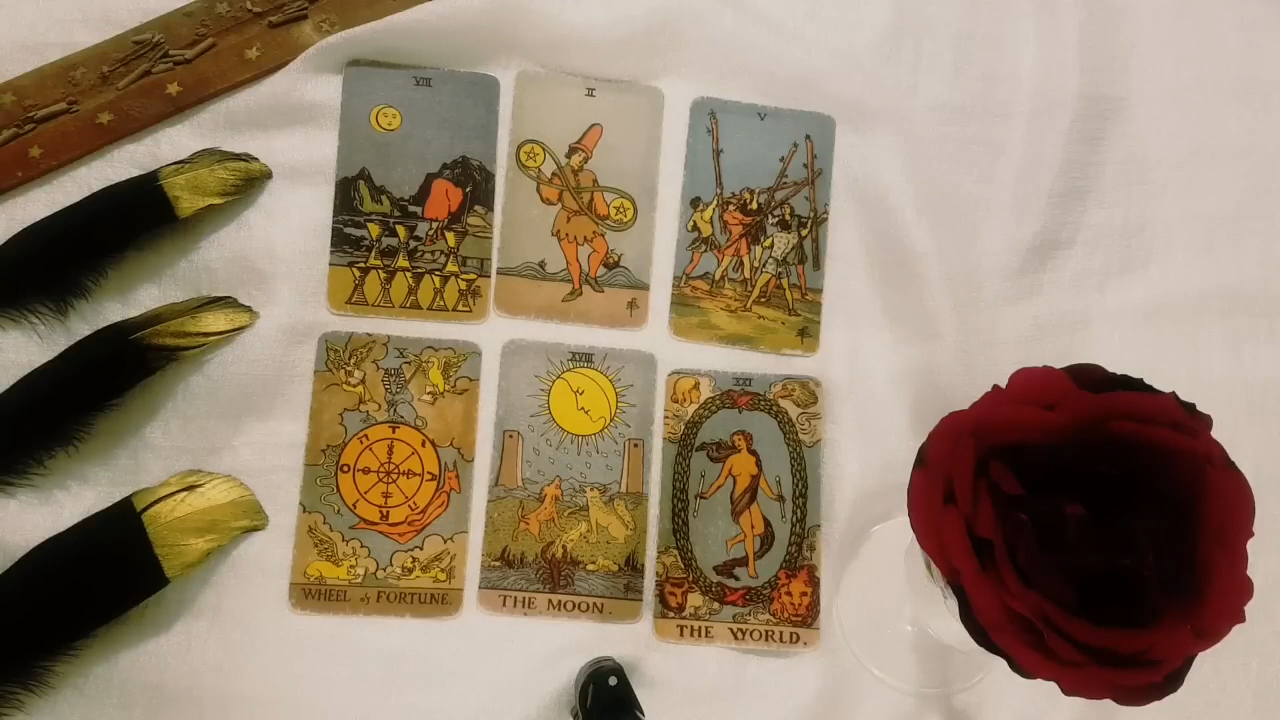 VIII
II
V
X
XVIII
XXI
WHEEL of FORTUNE.
THE MOON.
THE WORLD.